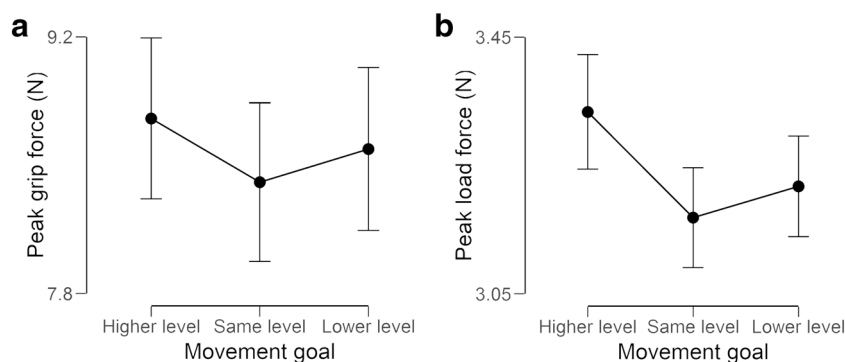 a
9.2
Peak grip force (N)
7.8
Higher level Same level Lower level
Movement goal
b
3.45
Peak load force (N)
3.05
Higher level Same level Lower level
Movement goal